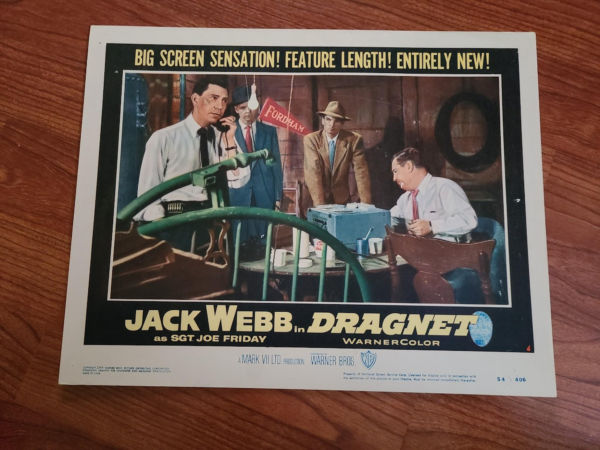 BIG SCREEN SENSATION! FEATURE LENGTH! ENTIRELY NEW!
FORDHAM
JACK WEBB in DRAGNET
AS SGT JOE FRIDAY
WARNERCOLOR
A MARK VII LTD. PRODUCTION
WARNER BROS.
WB
54 - 406